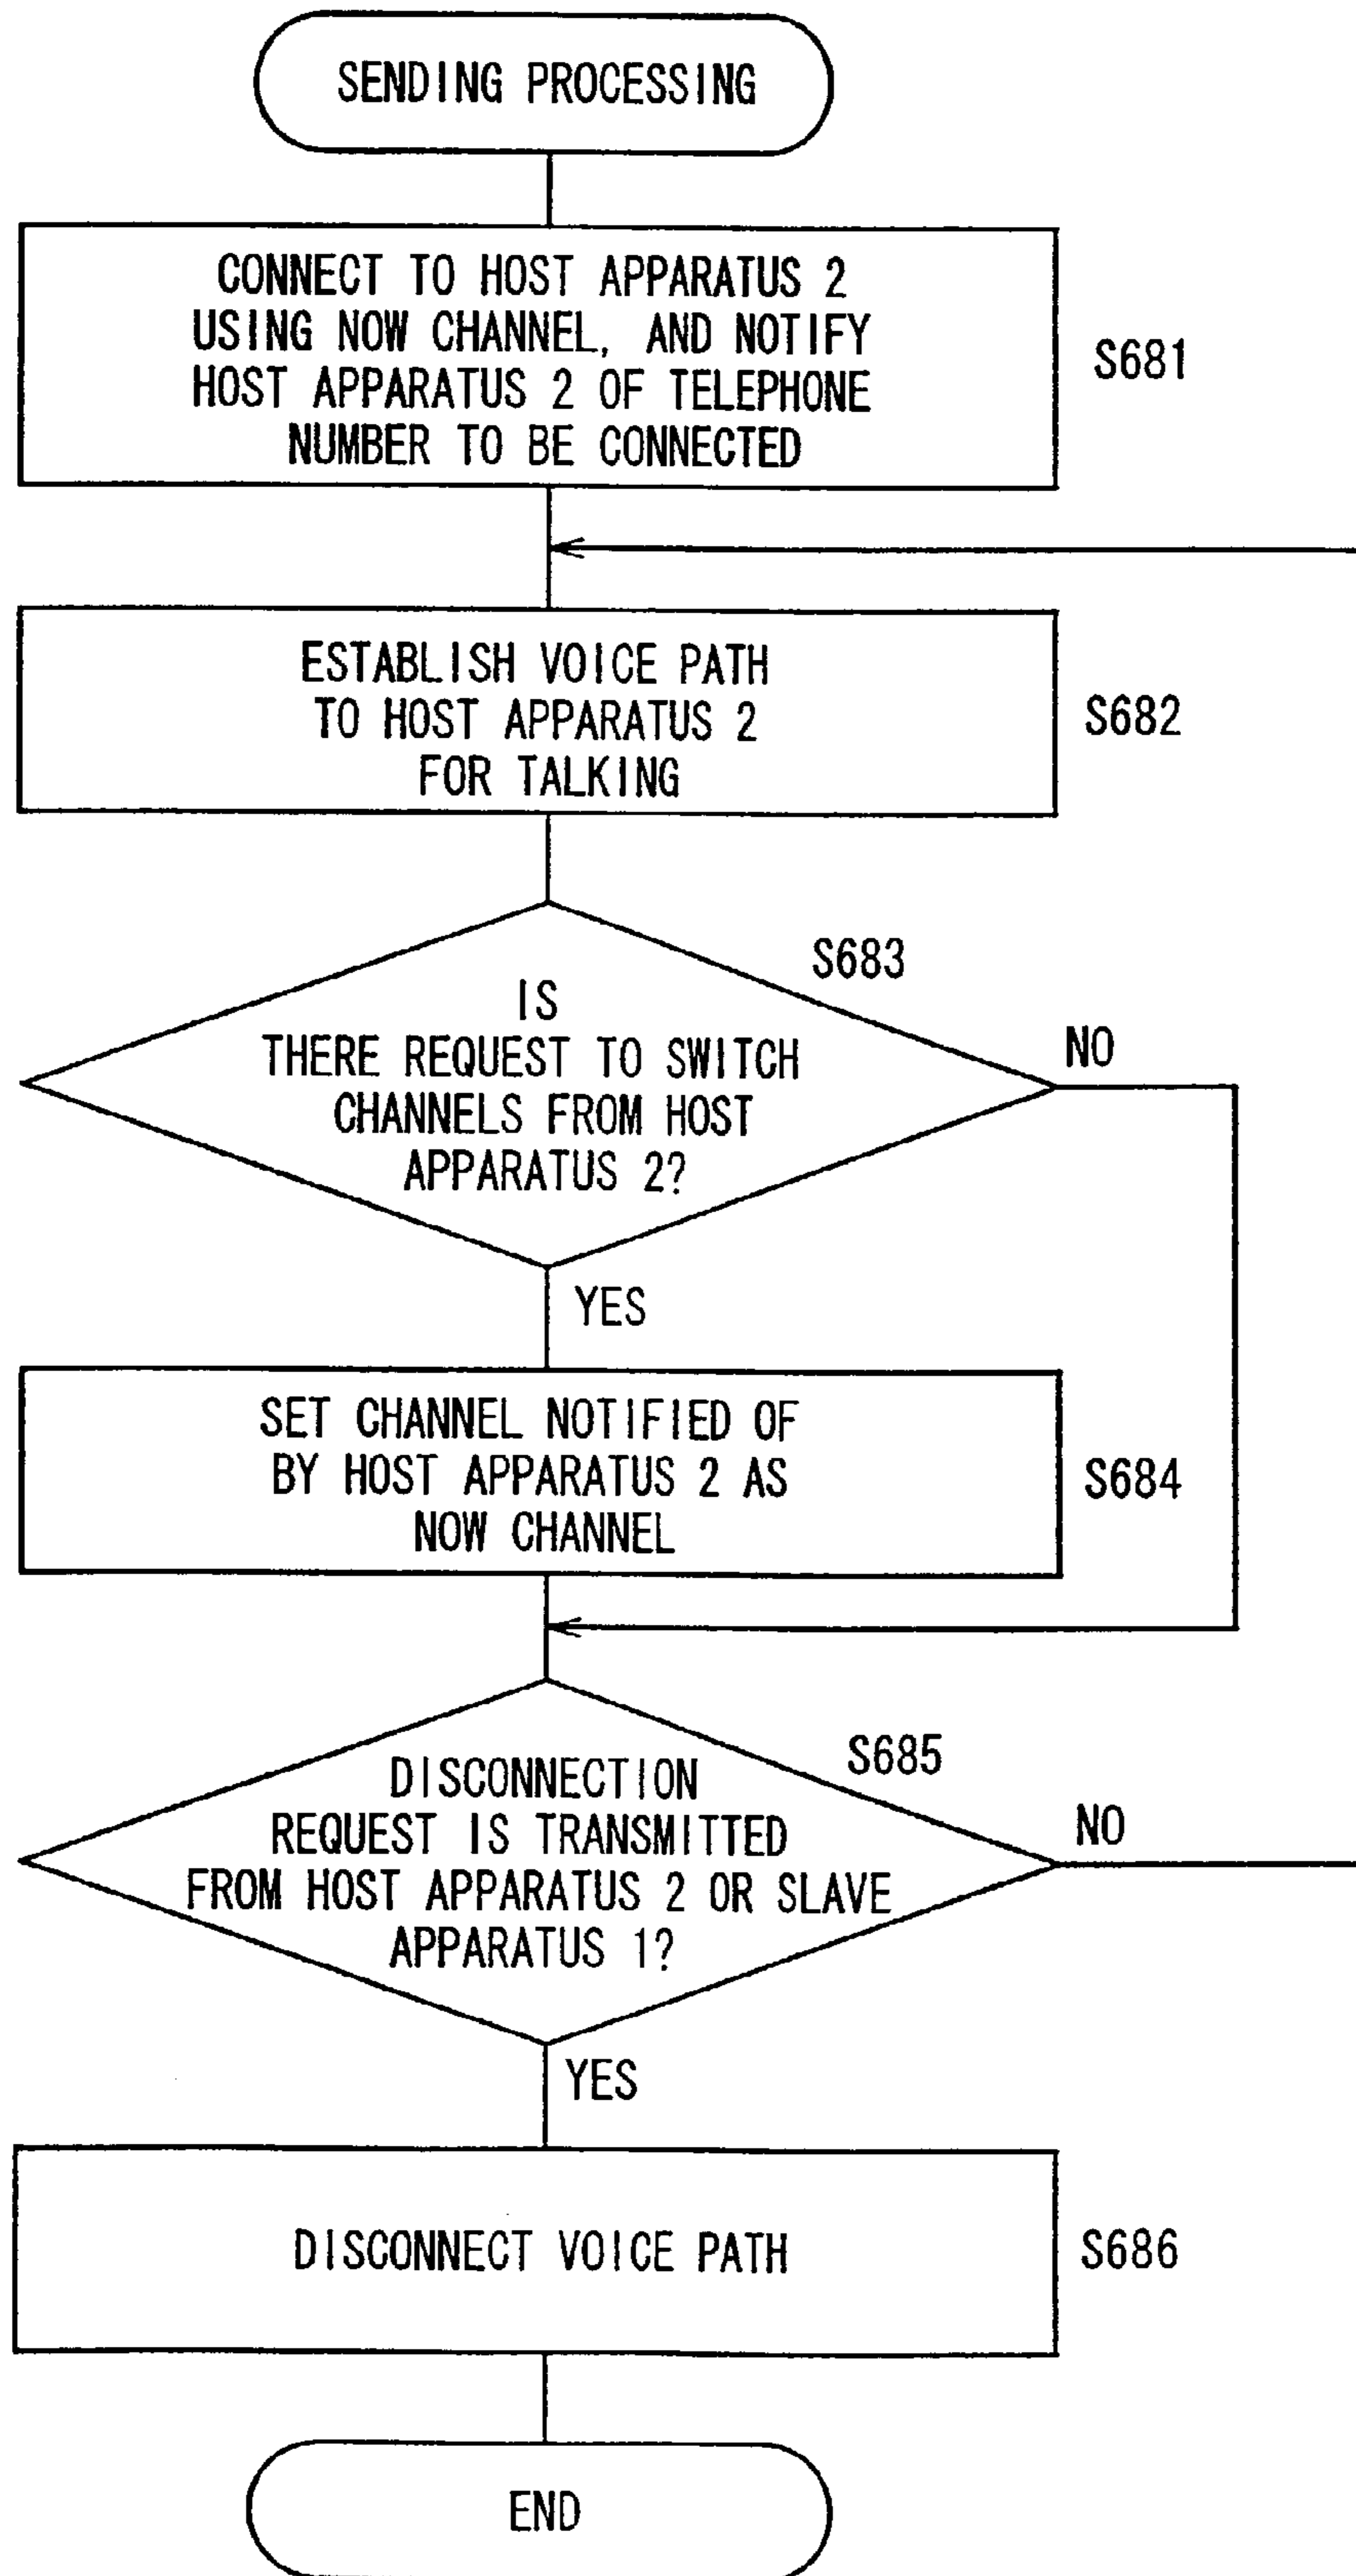 SENDING PROCESSING
CONNECT TO HOST APPARATUS 2
USING NOW CHANNEL, AND NOTIFY
HOST APPARATUS 2 OF TELEPHONE
NUMBER TO BE CONNECTED
S681
ESTABLISH VOICE PATH
TO HOST APPARATUS 2
FOR TALKING
S682
S683
IS
THERE REQUEST TO SWITCH
CHANNELS FROM HOST
APPARATUS 2?
NO
YES
SET CHANNEL NOTIFIED OF
BY HOST APPARATUS 2 AS
NOW CHANNEL
S684
S685
DISCONNECTION
REQUEST IS TRANSMITTED
FROM HOST APPARATUS 2 OR SLAVE
APPARATUS 1?
NO
YES
DISCONNECT VOICE PATH
S686
END